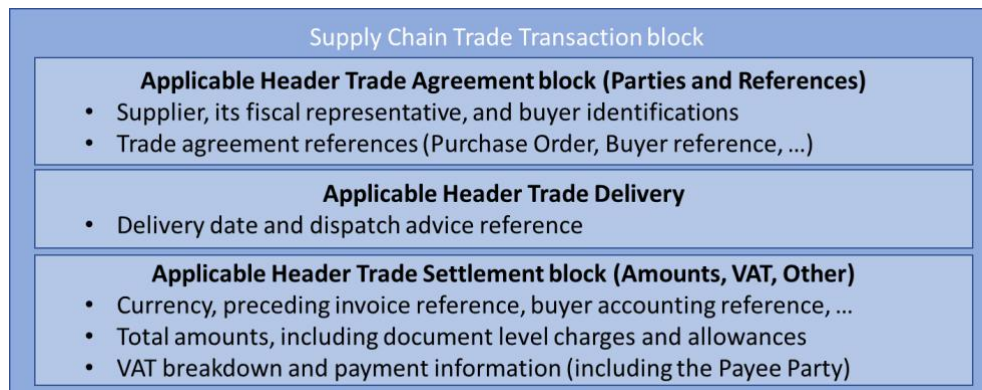 Supply Chain Trade Transaction block
Applicable Header Trade Agreement block (Parties and References)
• Supplier, its fiscal representative, and buyer identifications
• Trade agreement references (Purchase Order, Buyer reference, …)
Applicable Header Trade Delivery
• Delivery date and dispatch advice reference
Applicable Header Trade Settlement block (Amounts, VAT, Other)
• Currency, preceding invoice reference, buyer accounting reference, …
• Total amounts, including document level charges and allowances
• VAT breakdown and payment information (including the Payee Party)